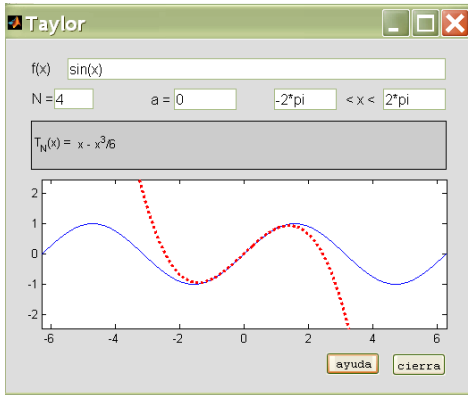 Taylor
f(x) sin(x)
N = 4 a = 0 -2*pi < x < 2*pi
T_N(x) = x - x^3/6
2
1
0
-1
-2
-6 -4 -2 0 2 4 6
ayuda cierra